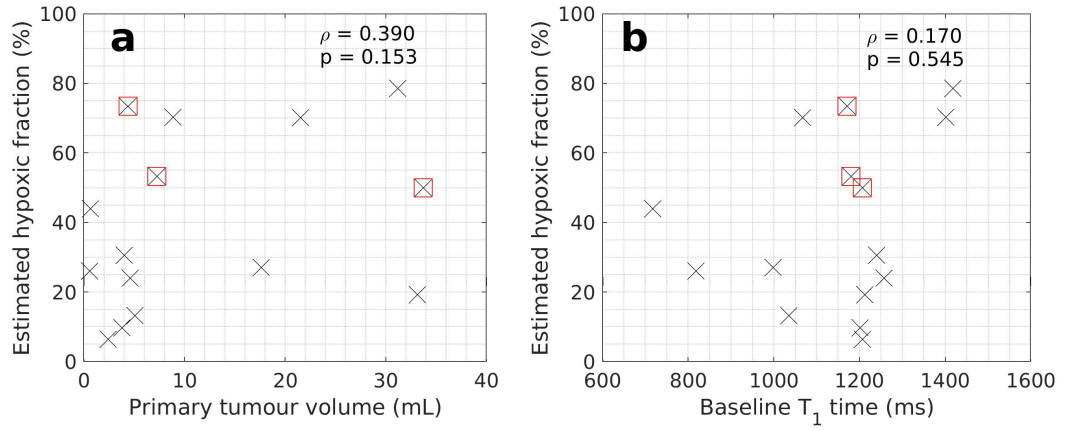 a
ρ = 0.390
p = 0.153
Estimated hypoxic fraction (%)
100
80
60
40
20
0
0 10 20 30 40
Primary tumour volume (mL)
b
ρ = 0.170
p = 0.545
Estimated hypoxic fraction (%)
100
80
60
40
20
0
600 800 1000 1200 1400 1600
Baseline T1 time (ms)